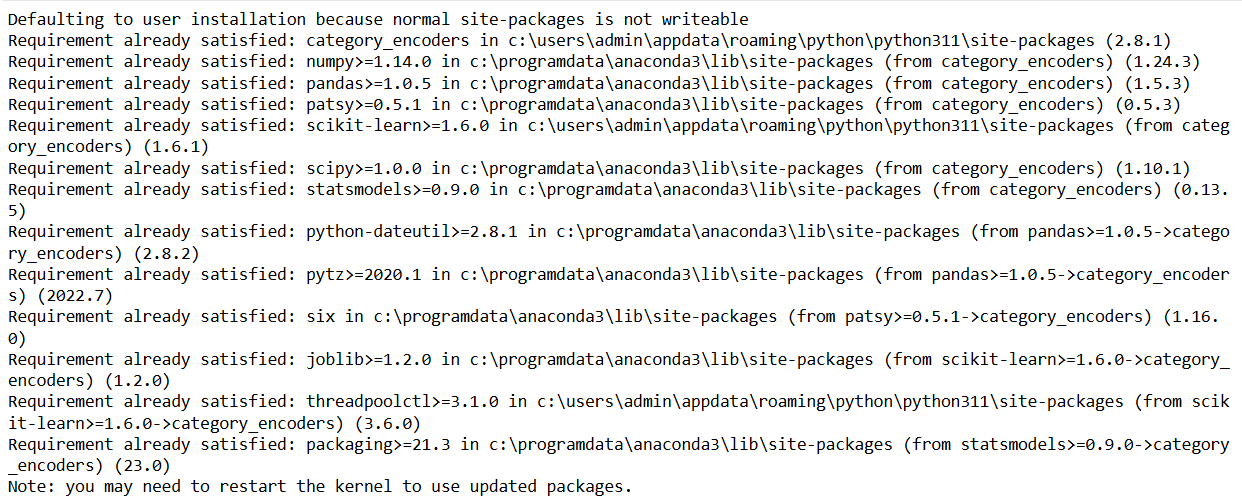 Defaulting to user installation because normal site-packages is not writeable
Requirement already satisfied: category_encoders in c:\users\admin\appdata\roaming\python\python311\site-packages (2.8.1)
Requirement already satisfied: numpy>=1.14.0 in c:\programdata\anaconda3\lib\site-packages (from category_encoders) (1.24.3)
Requirement already satisfied: pandas>=1.0.5 in c:\programdata\anaconda3\lib\site-packages (from category_encoders) (1.5.3)
Requirement already satisfied: patsy>=0.5.1 in c:\programdata\anaconda3\lib\site-packages (from category_encoders) (0.5.3)
Requirement already satisfied: scikit-learn>=1.6.0 in c:\users\admin\appdata\roaming\python\python311\site-packages (from categ
ory_encoders) (1.6.1)
Requirement already satisfied: scipy>=1.0.0 in c:\programdata\anaconda3\lib\site-packages (from category_encoders) (1.10.1)
Requirement already satisfied: statsmodels>=0.9.0 in c:\programdata\anaconda3\lib\site-packages (from category_encoders) (0.13.
5)
Requirement already satisfied: python-dateutil>=2.8.1 in c:\programdata\anaconda3\lib\site-packages (from pandas>=1.0.5->catego
ry_encoders) (2.8.2)
Requirement already satisfied: pytz>=2020.1 in c:\programdata\anaconda3\lib\site-packages (from pandas>=1.0.5->category_encoder
s) (2022.7)
Requirement already satisfied: six in c:\programdata\anaconda3\lib\site-packages (from patsy>=0.5.1->category_encoders) (1.16.
0)
Requirement already satisfied: joblib>=1.2.0 in c:\programdata\anaconda3\lib\site-packages (from scikit-learn>=1.6.0->category_
encoders) (1.2.0)
Requirement already satisfied: threadpoolctl>=3.1.0 in c:\users\admin\appdata\roaming\python\python311\site-packages (from scik
it-learn>=1.6.0->category_encoders) (3.6.0)
Requirement already satisfied: packaging>=21.3 in c:\programdata\anaconda3\lib\site-packages (from statsmodels>=0.9.0->category
_encoders) (23.0)
Note: you may need to restart the kernel to use updated packages.